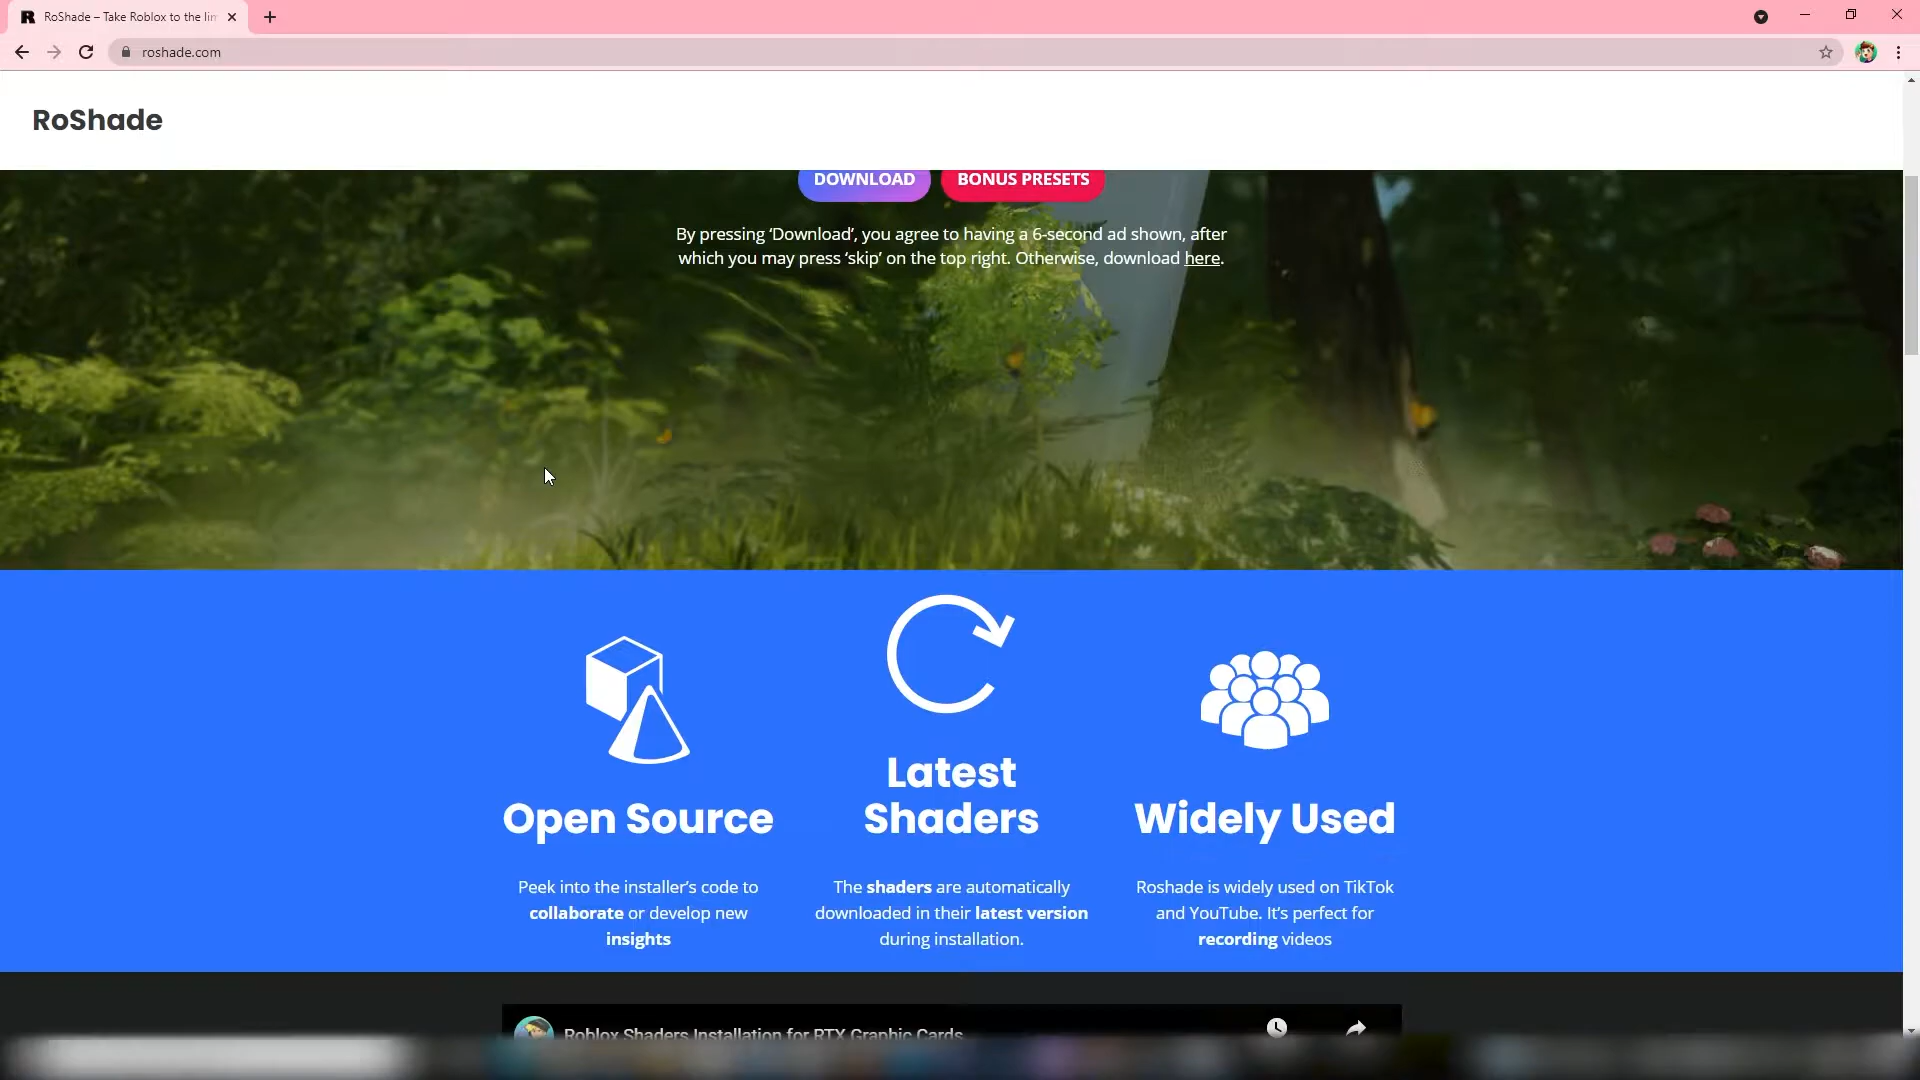 RoShade – Take Roblox to the lim
roshade.com
RoShade
DOWNLOAD
BONUS PRESETS
By pressing ‘Download’, you agree to having a 6-second ad shown, after
which you may press ‘skip’ on the top right. Otherwise, download here.
Open Source
Peek into the installer’s code to
collaborate or develop new
insights
Latest
Shaders
The shaders are automatically
downloaded in their latest version
during installation.
Widely Used
Roshade is widely used on TikTok
and YouTube. It’s perfect for
recording videos
Roblox Shaders Installation for RTX Graphic Cards